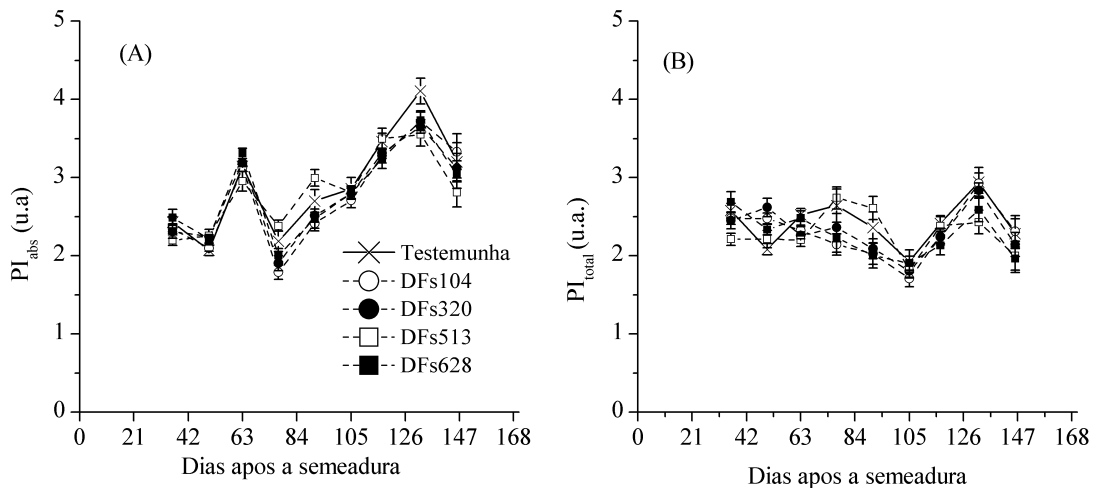 (A)
5
4
3
2
1
0
PIabs (u.a)
0 21 42 63 84 105 126 147 168
Dias apos a semeadura
Testemunha
DFs104
DFs320
DFs513
DFs628
(B)
5
4
3
2
1
0
PItotal (u.a.)
0 21 42 63 84 105 126 147 168
Dias apos a semeadura